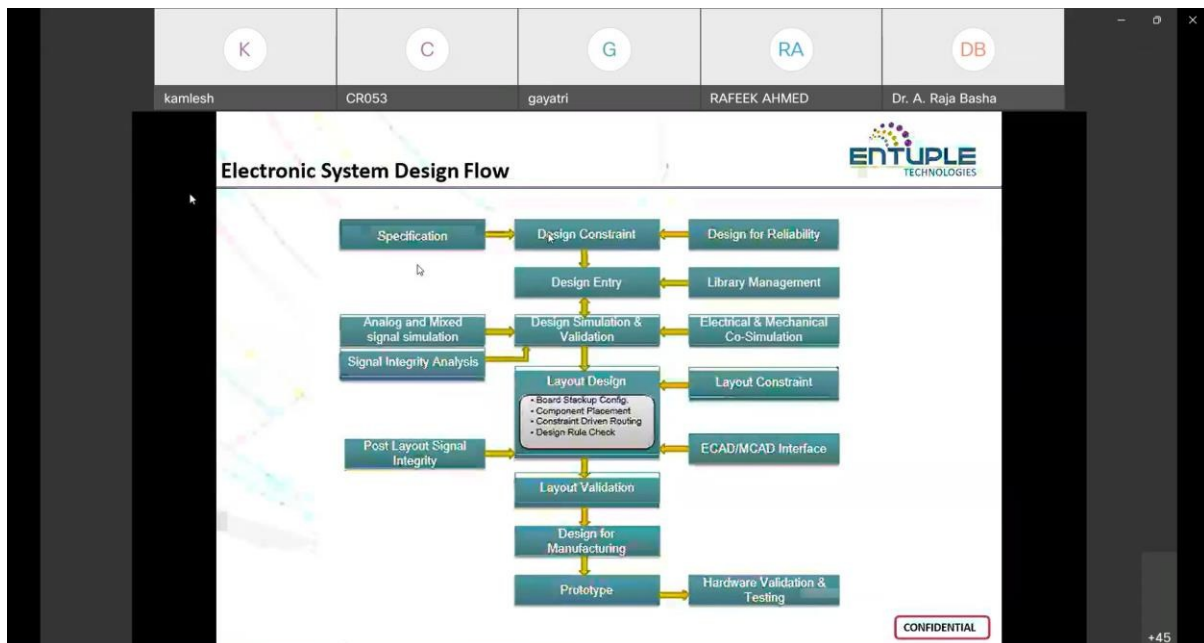 K
C
G
RA
DB
kamlesh
CR053
gayatri
RAFEEK AHMED
Dr. A. Raja Basha
Electronic System Design Flow
ENTUPLE
TECHNOLOGIES
Specification
Design Constraint
Design for Reliability
Design Entry
Library Management
Analog and Mixed
signal simulation
Design Simulation &
Validation
Electrical & Mechanical
Co-Simulation
Signal Integrity Analysis
Layout Design
• Board Stackup Config.
• Component Placement
• Constraint Driven Routing
• Design Rule Check
Layout Constraint
Post Layout Signal
Integrity
ECAD/MCAD Interface
Layout Validation
Design for
Manufacturing
Prototype
Hardware Validation &
Testing
CONFIDENTIAL
+45